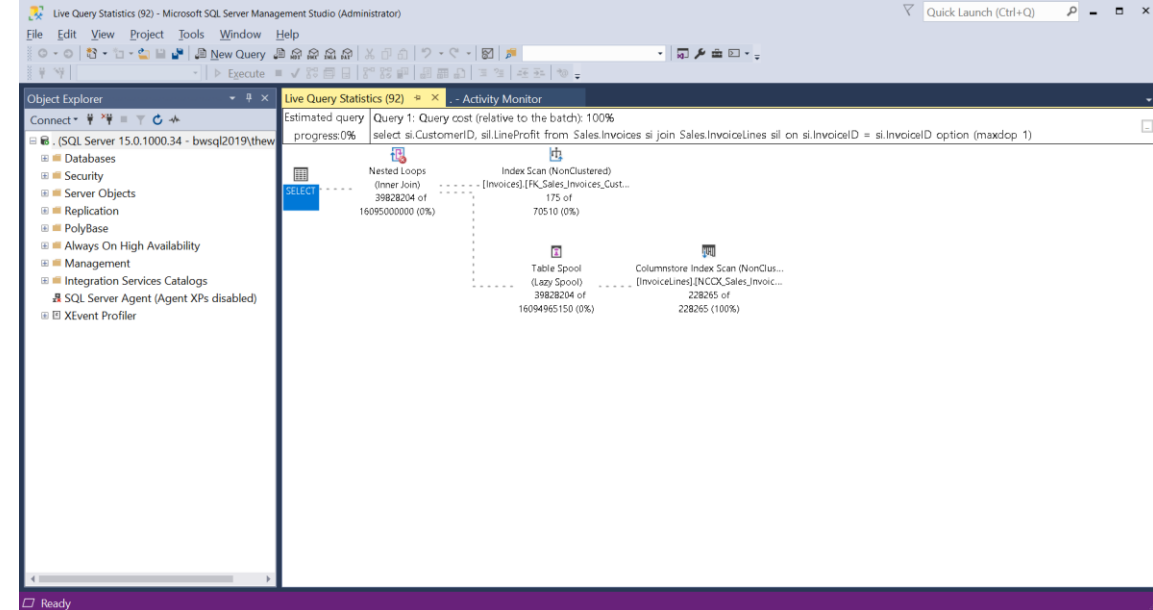 Live Query Statistics (92) - Microsoft SQL Server Management Studio (Administrator)
Quick Launch (Ctrl+Q)
File Edit View Project Tools Window Help
New Query
Execute
Object Explorer
Live Query Statistics (92)
. - Activity Monitor
Connect
. (SQL Server 15.0.1000.34 - bwsql2019\thew
Databases
Security
Server Objects
Replication
PolyBase
Always On High Availability
Management
Integration Services Catalogs
SQL Server Agent (Agent XPs disabled)
XEvent Profiler
Estimated query
progress:0%
Query 1: Query cost (relative to the batch): 100%
select si.CustomerID, sil.LineProfit from Sales.Invoices si join Sales.InvoiceLines sil on si.InvoiceID = si.InvoiceID option (maxdop 1)
SELECT
Nested Loops
(Inner Join)
39828204 of
16095000000 (0%)
Index Scan (NonClustered)
[Invoices].[FK_Sales_Invoices_Cust...
175 of
70510 (0%)
Table Spool
(Lazy Spool)
39828204 of
16094965150 (0%)
Columnstore Index Scan (NonClus...
[InvoiceLines].[NCCX_Sales_Invoic...
228265 of
228265 (100%)
Ready